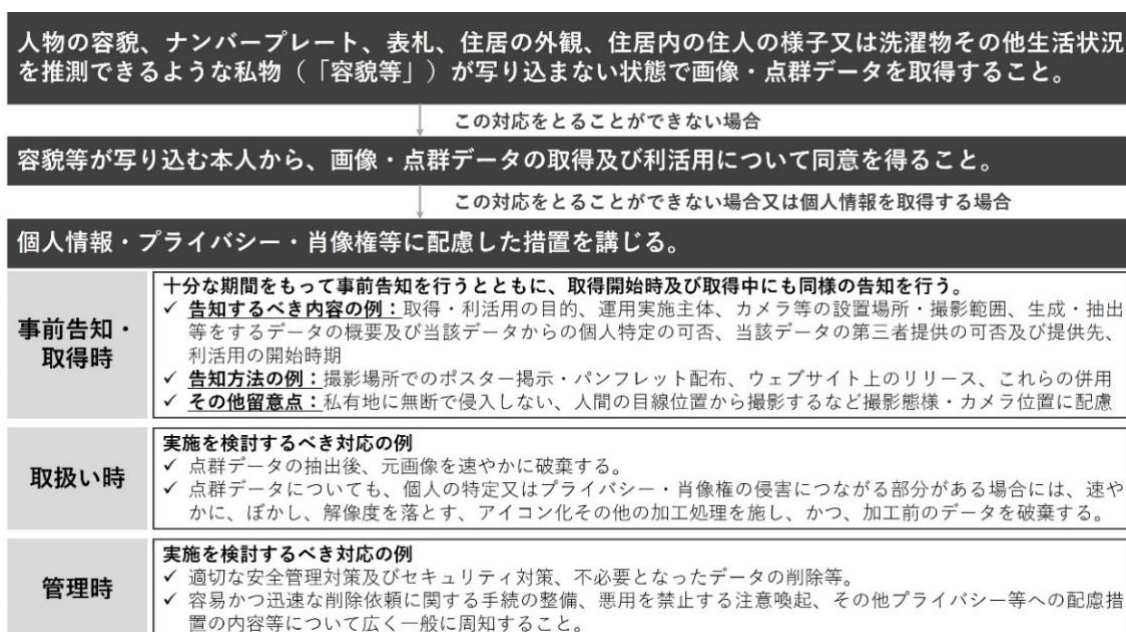 人物の容貌、ナンバープレート、表札、住居の外観、住居内の住人の様子又は洗濯物その他生活状況
を推測できるような私物（「容貌等」）が写り込まない状態で画像・点群データを取得すること。
この対応をとることができない場合
容貌等が写り込む本人から、画像・点群データの取得及び利活用について同意を得ること。
この対応をとることができない場合又は個人情報を取得する場合
個人情報・プライバシー・肖像権等に配慮した措置を講じる。
事前告知・
取得時
十分な期間をもって事前告知を行うとともに、取得開始時及び取得中にも同様の告知を行う。
✓ 告知するべき内容の例：取得・利活用の目的、運用実施主体、カメラ等の設置場所・撮影範囲、生成・抽出
等をするデータの概要及び当該データからの個人特定の可否、当該データの第三者提供の可否及び提供先、
利活用の開始時期
✓ 告知方法の例：撮影場所でのポスター掲示・パンフレット配布、ウェブサイト上のリリース、これらの併用
✓ その他留意点：私有地に無断で侵入しない、人間の目線位置から撮影するなど撮影態様・カメラ位置に配慮
取扱い時
実施を検討するべき対応の例
✓ 点群データの抽出後、元画像を速やかに破棄する。
✓ 点群データについても、個人の特定又はプライバシー・肖像権の侵害につながる部分がある場合には、速や
かに、ぼかし、解像度を落とす、アイコン化その他の加工処理を施し、かつ、加工前のデータを破棄する。
管理時
実施を検討するべき対応の例
✓ 適切な安全管理対策及びセキュリティ対策、不必要となったデータの削除等。
✓ 容易かつ迅速な削除依頼に関する手続の整備、悪用を禁止する注意喚起、その他プライバシー等への配慮措
置の内容等について広く一般に周知すること。